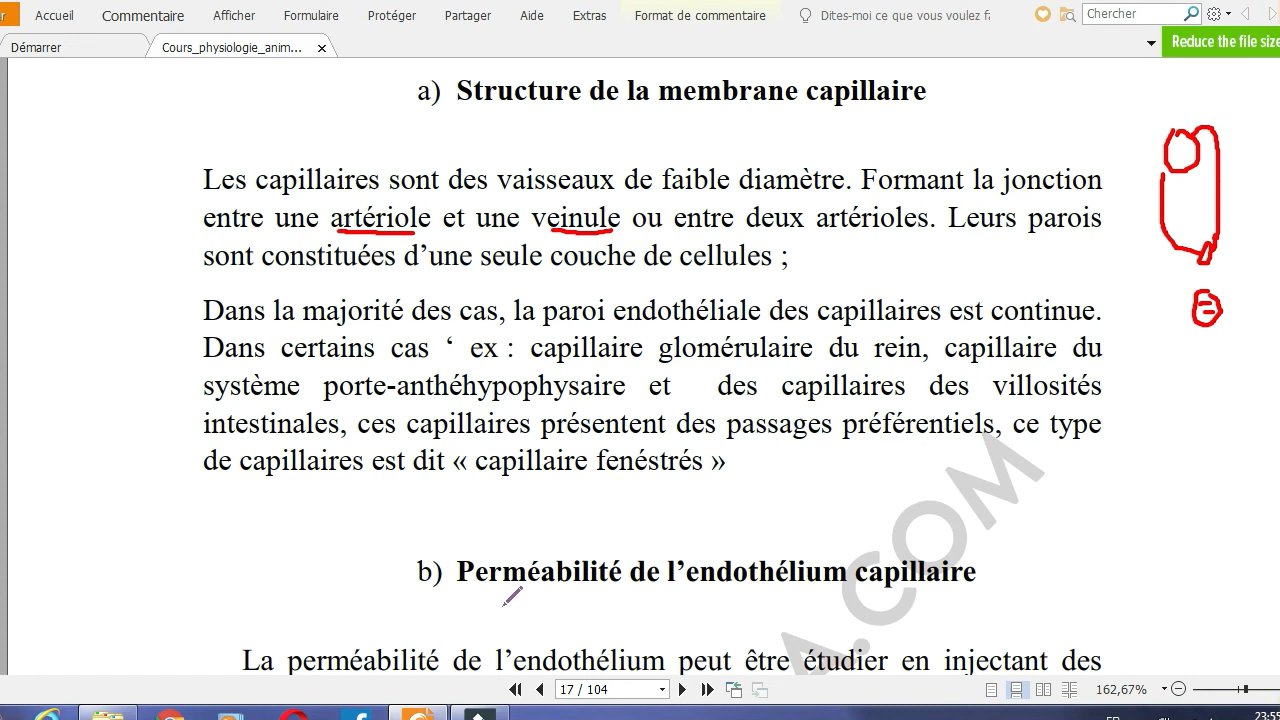 Accueil Commentaire Afficher Formulaire Protéger Partager Aide Extras Format de commentaire Dites-moi ce que vous voulez fa Chercher
Démarrer Cours_physiologie_anim... x Reduce the file size
a) Structure de la membrane capillaire
Les capillaires sont des vaisseaux de faible diamètre. Formant la jonction
entre une artériole et une veinule ou entre deux artérioles. Leurs parois
sont constituées d’une seule couche de cellules ;
Dans la majorité des cas, la paroi endothéliale des capillaires est continue.
Dans certains cas ‘ ex : capillaire glomérulaire du rein, capillaire du
système porte-anthéhypophysaire et des capillaires des villosités
intestinales, ces capillaires présentent des passages préférentiels, ce type
de capillaires est dit « capillaire fenéstrés »
b) Perméabilité de l’endothélium capillaire
A.COM
La perméabilité de l’endothélium peut être étudier en injectant des
17 / 104 162,67%
23:55